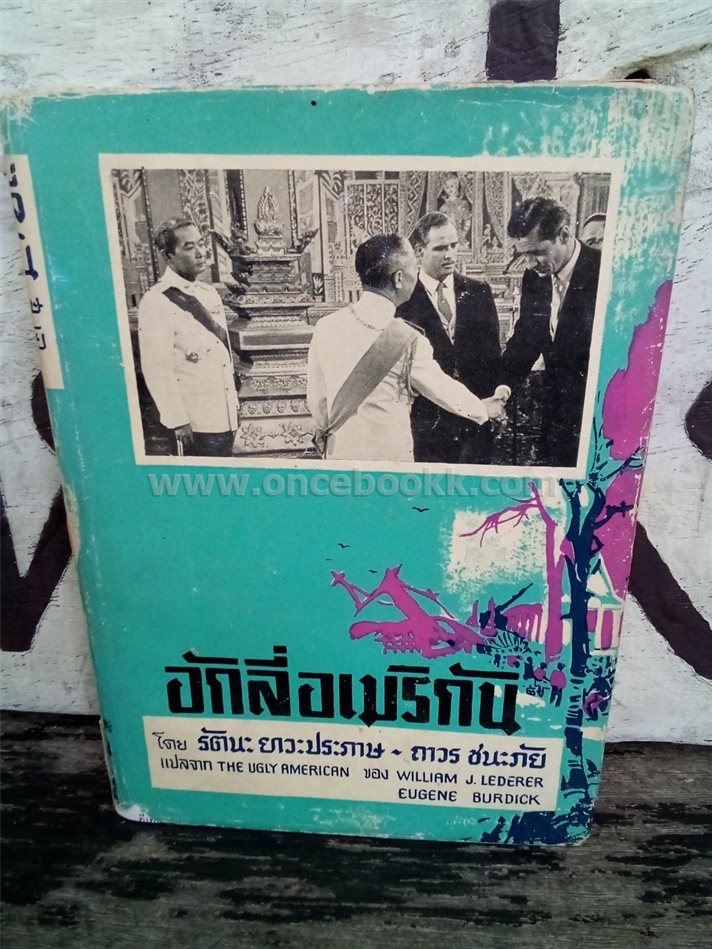 www.oncebookk.com
อักลี่อเมริกัน
โดย รัตนะ ยาวะประภาษ - ถาวร ชนะภัย
แปลจาก THE UGLY AMERICAN ของ WILLIAM J. LEDERER
EUGENE BURDICK